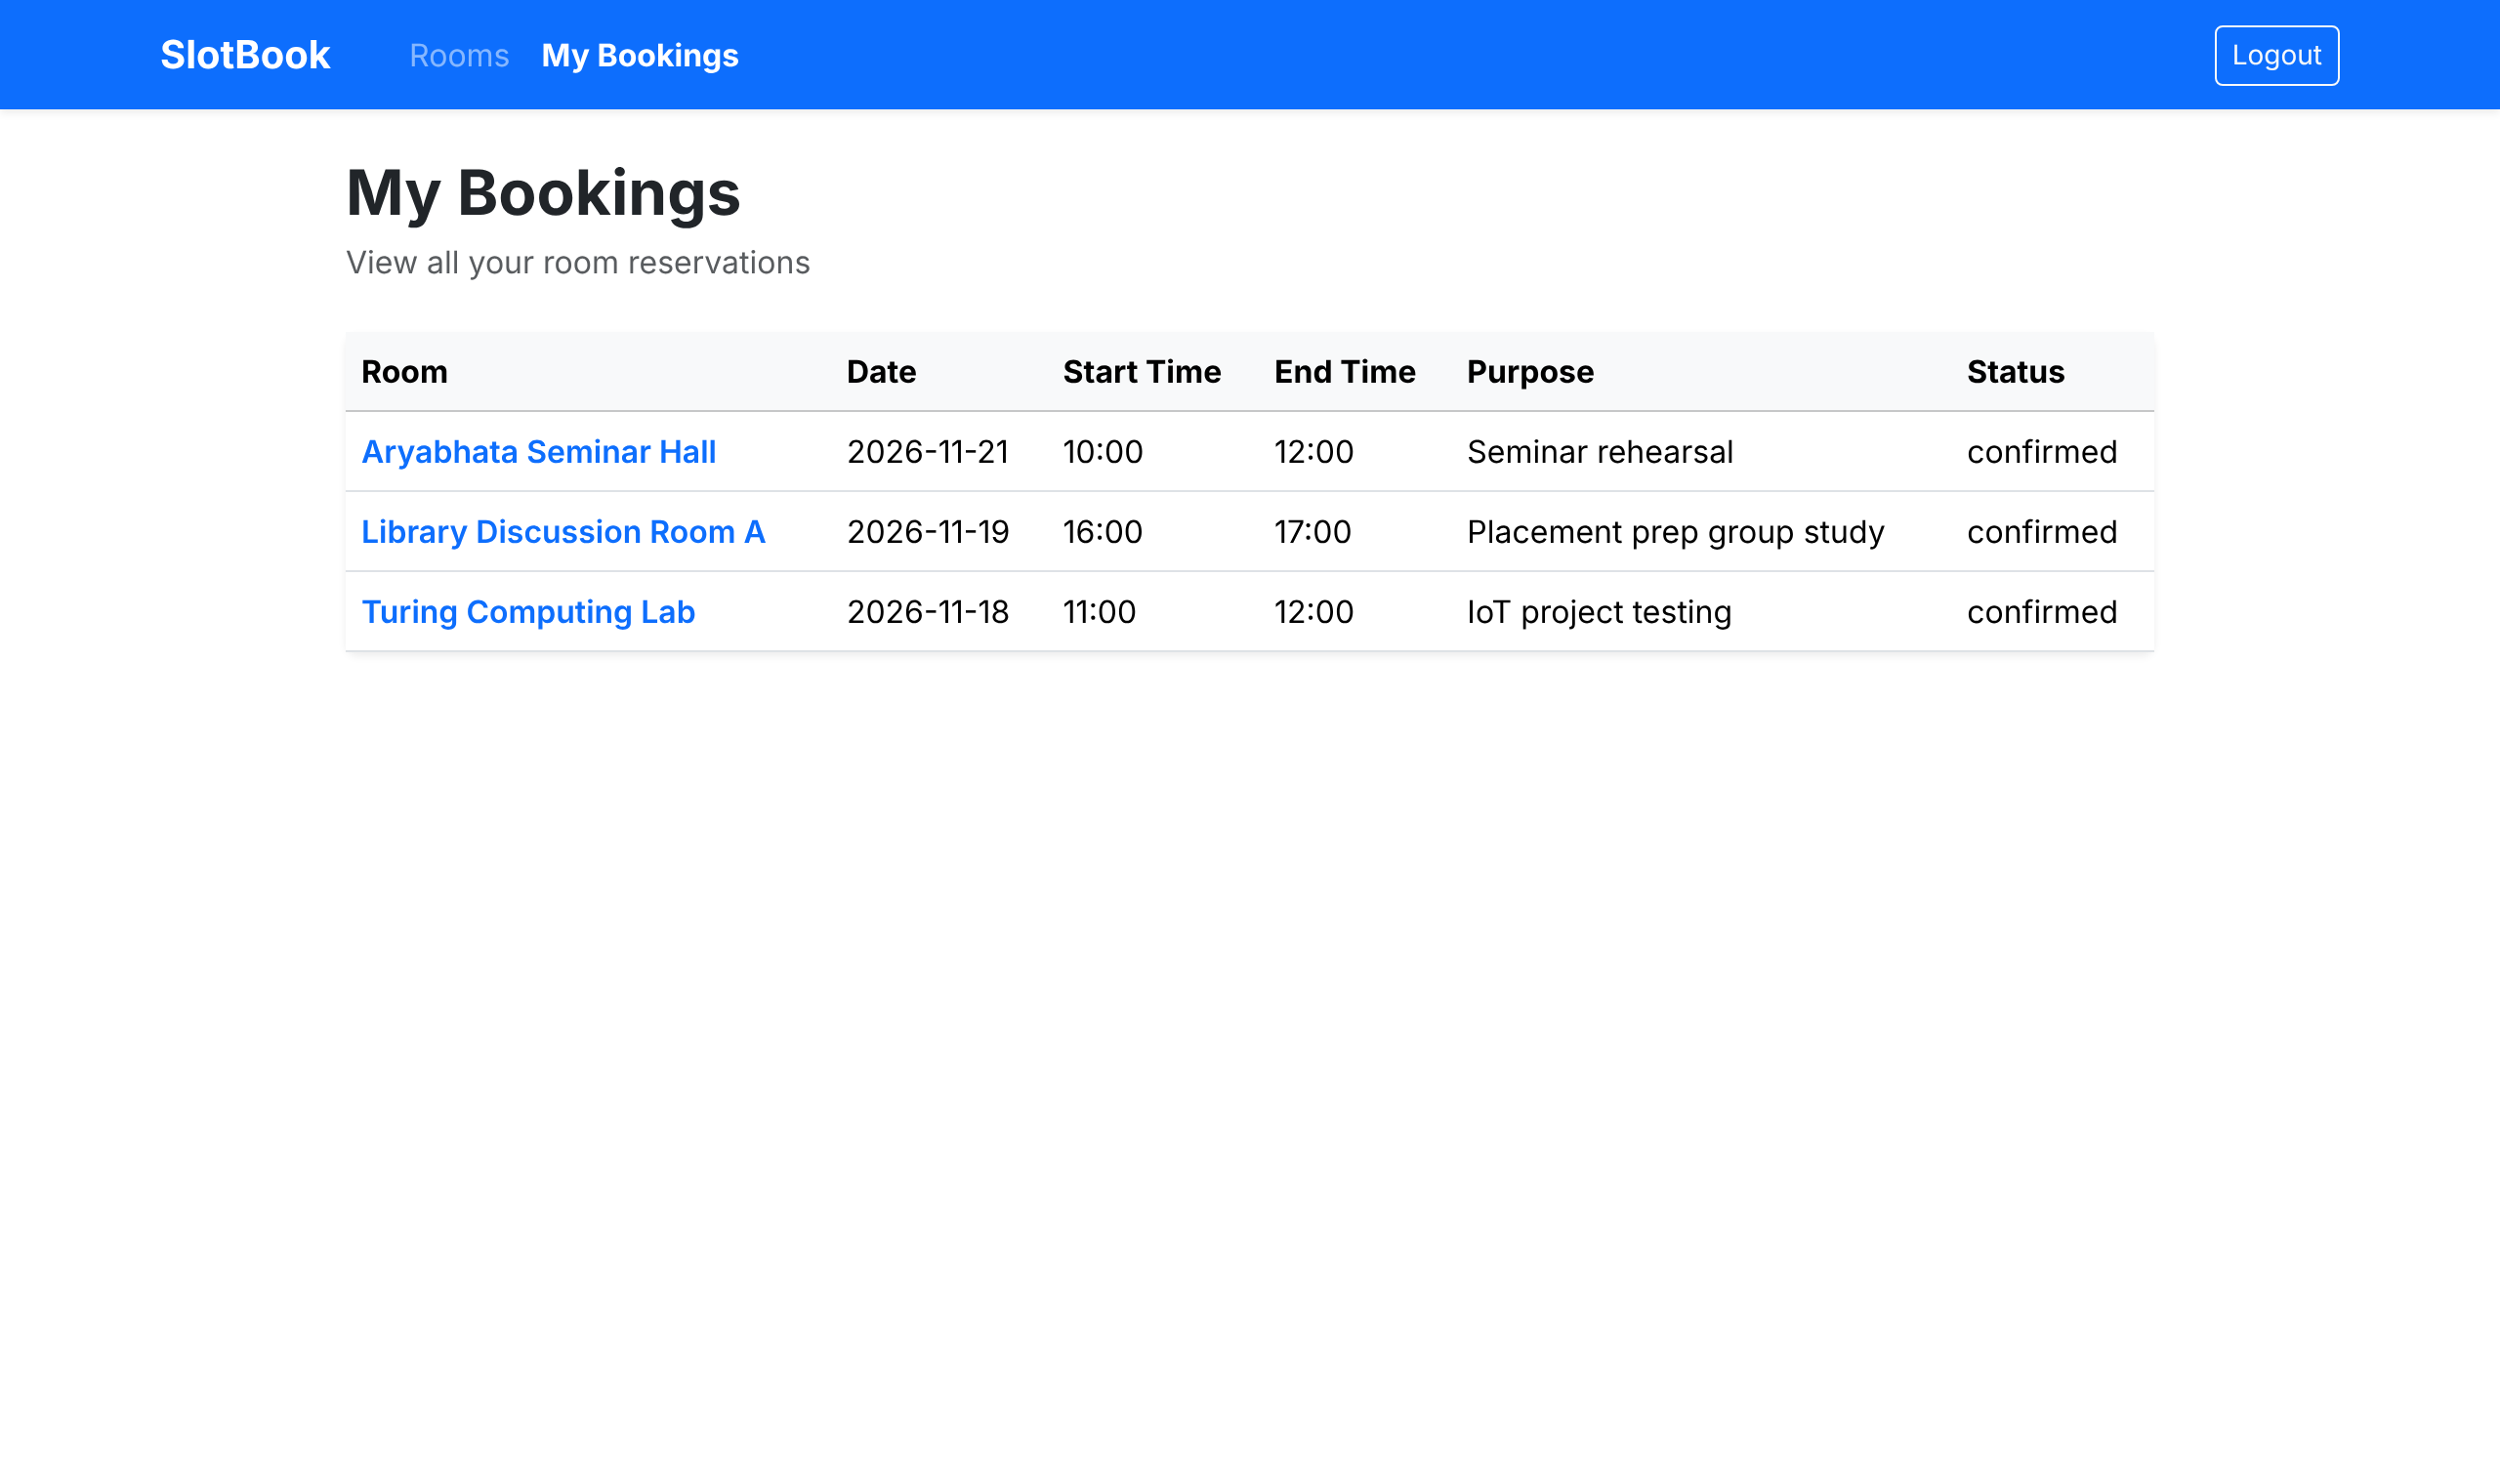 SlotBook Rooms My Bookings Logout
My Bookings
View all your room reservations
Room Date Start Time End Time Purpose Status
Aryabhata Seminar Hall 2026-11-21 10:00 12:00 Seminar rehearsal confirmed
Library Discussion Room A 2026-11-19 16:00 17:00 Placement prep group study confirmed
Turing Computing Lab 2026-11-18 11:00 12:00 IoT project testing confirmed